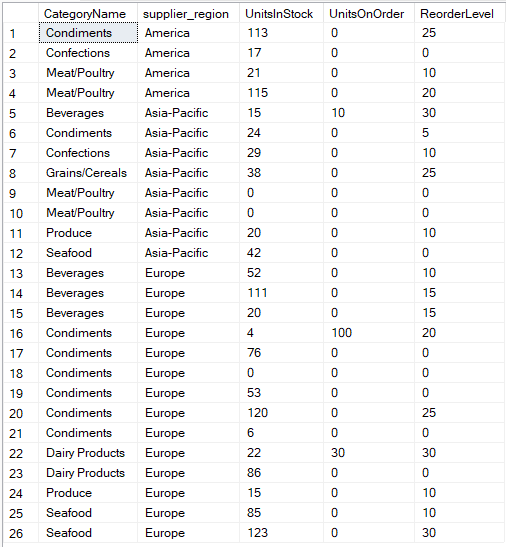 CategoryName supplier_region UnitsInStock UnitsOnOrder ReorderLevel
1 Condiments America 113 0 25
2 Confections America 17 0 0
3 Meat/Poultry America 21 0 10
4 Meat/Poultry America 115 0 20
5 Beverages Asia-Pacific 15 10 30
6 Condiments Asia-Pacific 24 0 5
7 Confections Asia-Pacific 29 0 10
8 Grains/Cereals Asia-Pacific 38 0 25
9 Meat/Poultry Asia-Pacific 0 0 0
10 Meat/Poultry Asia-Pacific 0 0 0
11 Produce Asia-Pacific 20 0 10
12 Seafood Asia-Pacific 42 0 0
13 Beverages Europe 52 0 10
14 Beverages Europe 111 0 15
15 Beverages Europe 20 0 15
16 Condiments Europe 4 100 20
17 Condiments Europe 76 0 0
18 Condiments Europe 0 0 0
19 Condiments Europe 53 0 0
20 Condiments Europe 120 0 25
21 Condiments Europe 6 0 0
22 Dairy Products Europe 22 30 30
23 Dairy Products Europe 86 0 0
24 Produce Europe 15 0 10
25 Seafood Europe 85 0 10
26 Seafood Europe 123 0 30